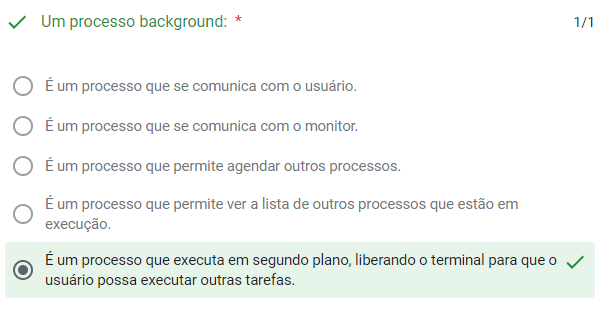 Um processo background: *
1/1
É um processo que se comunica com o usuário.
É um processo que se comunica com o monitor.
É um processo que permite agendar outros processos.
É um processo que permite ver a lista de outros processos que estão em
execução.
É um processo que executa em segundo plano, liberando o terminal para que o
usuário possa executar outras tarefas.